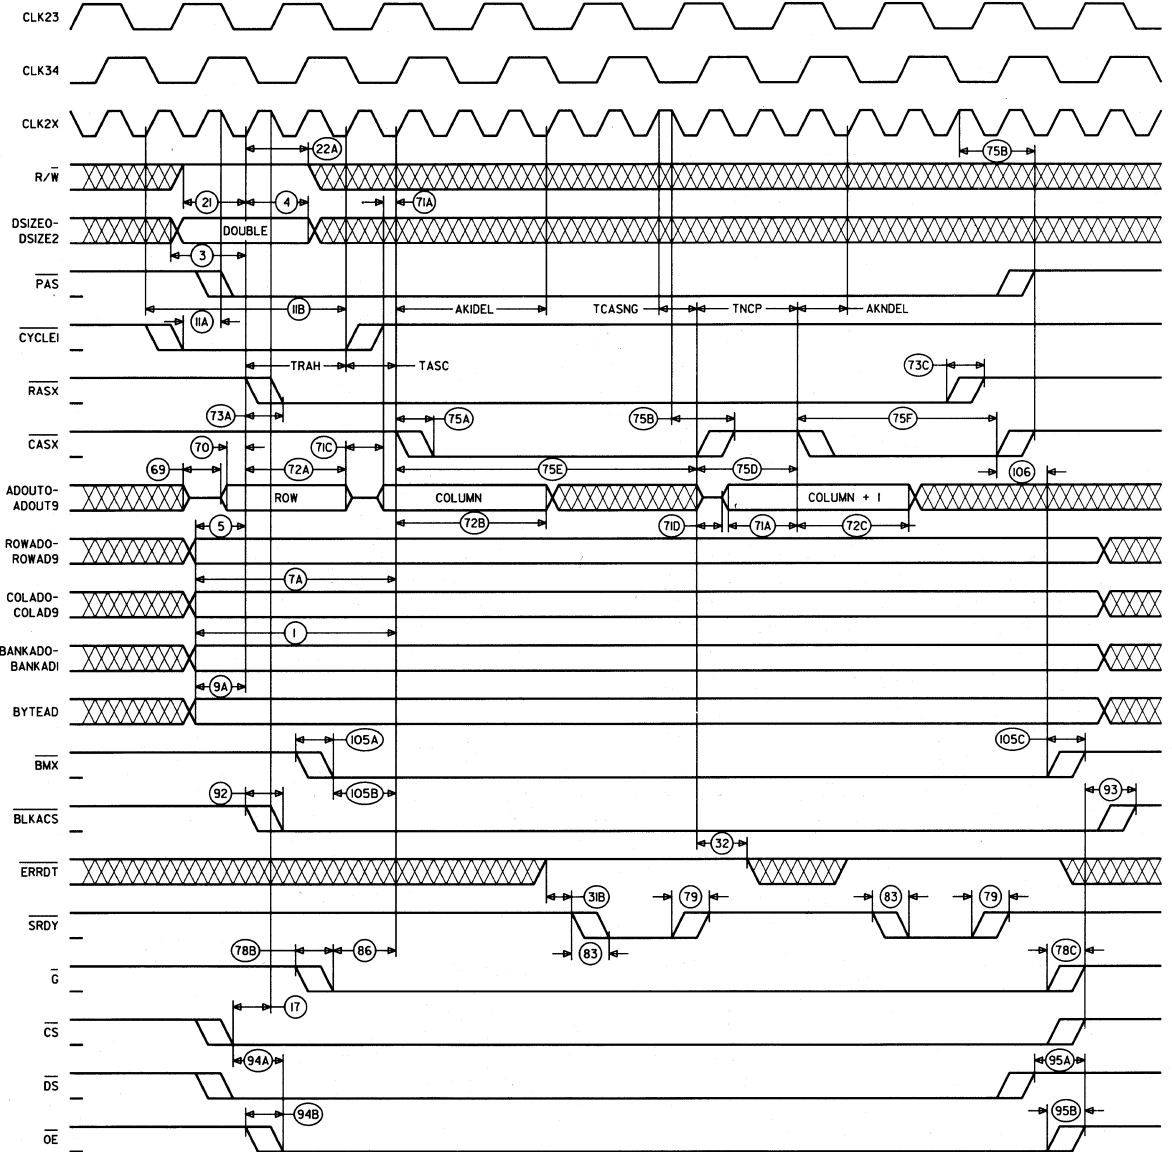 CLK23
CLK34
CLK2X
22A
75B
R/W
21
4
71A
DSIZE0-
DSIZE2
DOUBLE
3
PAS
11B
AKIDEL
TCASNG
TNCP
AKNDEL
11A
CYCLE1
TRAH
TASC
73C
RASX
73A
75A
75B
75F
CASX
70
71C
69
72A
75E
75D
106
ADOUT0-
ADOUT9
ROW
COLUMN
COLUMN + 1
5
72B
71D
71A
72C
ROWAD0-
ROWAD9
7A
COLAD0-
COLAD9
1
BANKAD0-
BANKAD1
9A
BYTEAD
105A
105C
BMX
92
105B
93
BLKACS
32
ERRDT
31B
79
83
79
SRDY
78B
86
83
78C
G
17
CS
94A
95A
DS
94B
95B
OE